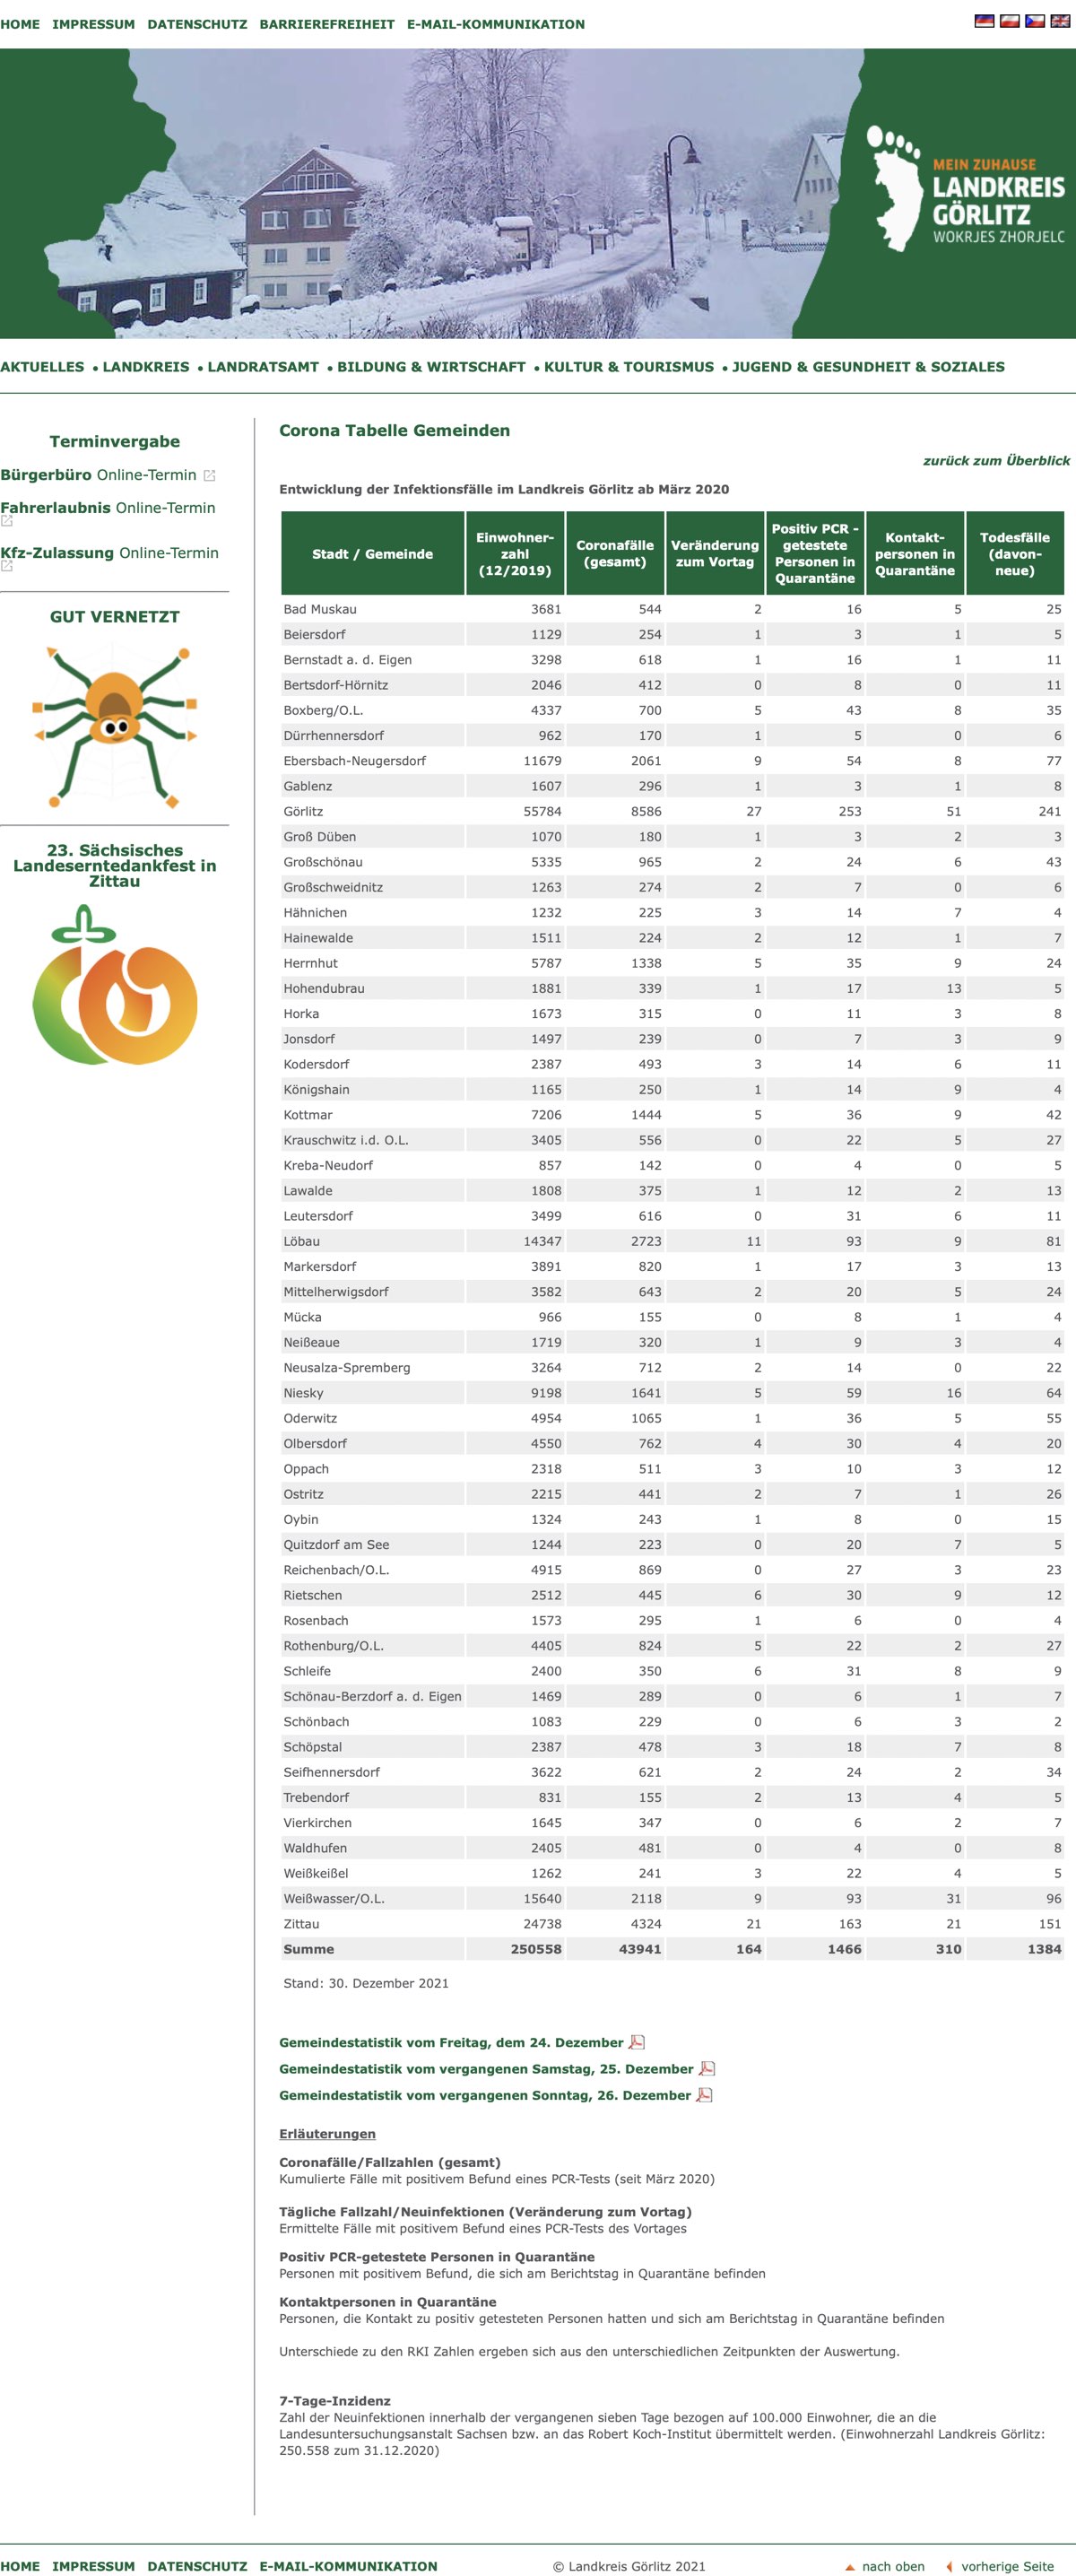 HOME IMPRESSUM DATENSCHUTZ BARRIEREFREIHEIT E-MAIL-KOMMUNIKATION
MEIN ZUHAUSE
LANDKREIS
GÖRLITZ
WOKRJES ZHORJELC
AKTUELLES • LANDKREIS • LANDRATSAMT • BILDUNG & WIRTSCHAFT • KULTUR & TOURISMUS • JUGEND & GESUNDHEIT & SOZIALES
Terminvergabe
Bürgerbüro Online-Termin
Fahrerlaubnis Online-Termin
Kfz-Zulassung Online-Termin
GUT VERNETZT
23. Sächsisches
Landeserntedankfest in
Zittau
Corona Tabelle Gemeinden
zurück zum Überblick
Entwicklung der Infektionsfälle im Landkreis Görlitz ab März 2020
Stadt / Gemeinde Einwohner-zahl (12/2019) Coronafälle (gesamt) Veränderung zum Vortag Positiv PCR - getestete Personen in Quarantäne Kontakt-personen in Quarantäne Todesfälle (davon-neue)
Bad Muskau 3681 544 2 16 5 25
Beiersdorf 1129 254 1 3 1 5
Bernstadt a. d. Eigen 3298 618 1 16 1 11
Bertsdorf-Hörnitz 2046 412 0 8 0 11
Boxberg/O.L. 4337 700 5 43 8 35
Dürrhennersdorf 962 170 1 5 0 6
Ebersbach-Neugersdorf 11679 2061 9 54 8 77
Gablenz 1607 296 1 3 1 8
Görlitz 55784 8586 27 253 51 241
Groß Düben 1070 180 1 3 2 3
Großschönau 5335 965 2 24 6 43
Großschweidnitz 1263 274 2 7 0 6
Hähnichen 1232 225 3 14 7 4
Hainewalde 1511 224 2 12 1 7
Herrnhut 5787 1338 5 35 9 24
Hohendubrau 1881 339 1 17 13 5
Horka 1673 315 0 11 3 8
Jonsdorf 1497 239 0 7 3 9
Kodersdorf 2387 493 3 14 6 11
Königshain 1165 250 1 14 9 4
Kottmar 7206 1444 5 36 9 42
Krauschwitz i.d. O.L. 3405 556 0 22 5 27
Kreba-Neudorf 857 142 0 4 0 5
Lawalde 1808 375 1 12 2 13
Leutersdorf 3499 616 0 31 6 11
Löbau 14347 2723 11 93 9 81
Markersdorf 3891 820 1 17 3 13
Mittelherwigsdorf 3582 643 2 20 5 24
Mücka 966 155 0 8 1 4
Neißeaue 1719 320 1 9 3 4
Neusalza-Spremberg 3264 712 2 14 0 22
Niesky 9198 1641 5 59 16 64
Oderwitz 4954 1065 1 36 5 55
Olbersdorf 4550 762 4 30 4 20
Oppach 2318 511 3 10 3 12
Ostritz 2215 441 2 7 1 26
Oybin 1324 243 1 8 0 15
Quitzdorf am See 1244 223 0 20 7 5
Reichenbach/O.L. 4915 869 0 27 3 23
Rietschen 2512 445 6 30 9 12
Rosenbach 1573 295 1 6 0 4
Rothenburg/O.L. 4405 824 5 22 2 27
Schleife 2400 350 6 31 8 9
Schönau-Berzdorf a. d. Eigen 1469 289 0 6 1 7
Schönbach 1083 229 0 6 3 2
Schöpstal 2387 478 3 18 7 8
Seifhennersdorf 3622 621 2 24 2 34
Trebendorf 831 155 2 13 4 5
Vierkirchen 1645 347 0 6 2 7
Waldhufen 2405 481 0 4 0 8
Weißkeißel 1262 241 3 22 4 5
Weißwasser/O.L. 15640 2118 9 93 31 96
Zittau 24738 4324 21 163 21 151
Summe 250558 43941 164 1466 310 1384
Stand: 30. Dezember 2021
Gemeindestatistik vom Freitag, dem 24. Dezember
Gemeindestatistik vom vergangenen Samstag, 25. Dezember
Gemeindestatistik vom vergangenen Sonntag, 26. Dezember
Erläuterungen
Coronafälle/Fallzahlen (gesamt)
Kumulierte Fälle mit positivem Befund eines PCR-Tests (seit März 2020)
Tägliche Fallzahl/Neuinfektionen (Veränderung zum Vortag)
Ermittelte Fälle mit positivem Befund eines PCR-Tests des Vortages
Positiv PCR-getestete Personen in Quarantäne
Personen mit positivem Befund, die sich am Berichtstag in Quarantäne befinden
Kontaktpersonen in Quarantäne
Personen, die Kontakt zu positiv getesteten Personen hatten und sich am Berichtstag in Quarantäne befinden
Unterschiede zu den RKI Zahlen ergeben sich aus den unterschiedlichen Zeitpunkten der Auswertung.
7-Tage-Inzidenz
Zahl der Neuinfektionen innerhalb der vergangenen sieben Tage bezogen auf 100.000 Einwohner, die an die
Landesuntersuchungsanstalt Sachsen bzw. an das Robert Koch-Institut übermittelt werden. (Einwohnerzahl Landkreis Görlitz:
250.558 zum 31.12.2020)
HOME IMPRESSUM DATENSCHUTZ E-MAIL-KOMMUNIKATION © Landkreis Görlitz 2021 nach oben vorherige Seite